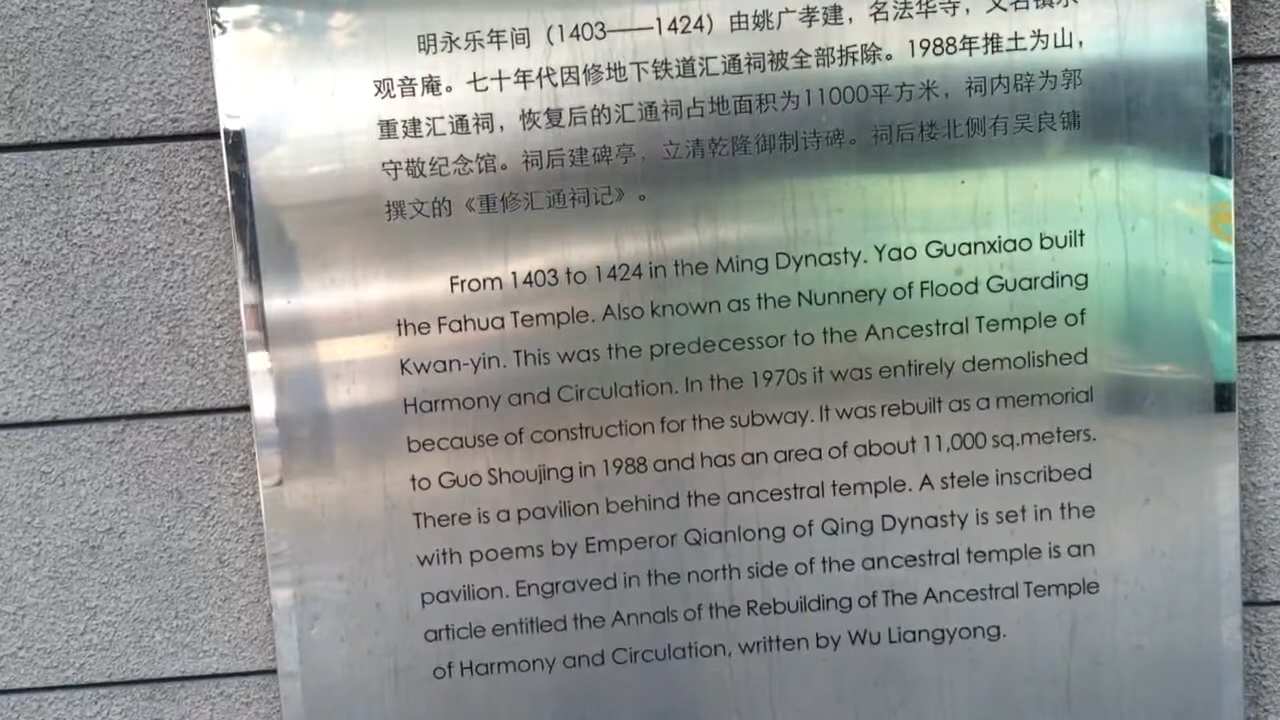 明永乐年间（1403——1424）由姚广孝建，名法华寺，又名镇水
观音庵。七十年代因修地下铁道汇通祠被全部拆除。1988年推土为山，
重建汇通祠，恢复后的汇通祠占地面积为11000平方米，祠内辟为郭
守敬纪念馆。祠后建碑亭，立清乾隆御制诗碑。祠后楼北侧有吴良镛
撰文的《重修汇通祠记》。
From 1403 to 1424 in the Ming Dynasty. Yao Guanxiao built
the Fahua Temple. Also known as the Nunnery of Flood Guarding
Kwan-yin. This was the predecessor to the Ancestral Temple of
Harmony and Circulation. In the 1970s it was entirely demolished
because of construction for the subway. It was rebuilt as a memorial
to Guo Shoujing in 1988 and has an area of about 11,000 sq.meters.
There is a pavilion behind the ancestral temple. A stele inscribed
with poems by Emperor Qianlong of Qing Dynasty is set in the
pavilion. Engraved in the north side of the ancestral temple is an
article entitled the Annals of the Rebuilding of The Ancestral Temple
of Harmony and Circulation, written by Wu Liangyong.